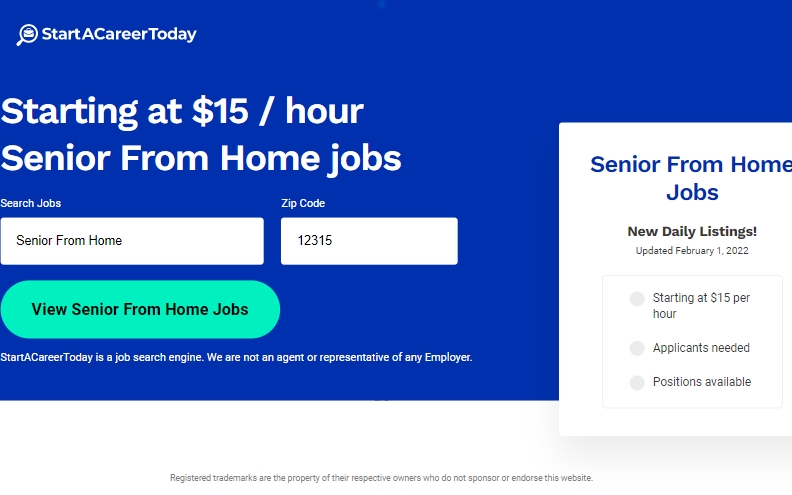 StartACareerToday
Starting at $15 / hour
Senior From Home jobs
Search Jobs
Zip Code
Senior From Home
12315
View Senior From Home Jobs
StartACareerToday is a job search engine. We are not an agent or representative of any Employer.
Senior From Home
Jobs
New Daily Listings!
Updated February 1, 2022
Starting at $15 per
hour
Applicants needed
Positions available
Registered trademarks are the property of their respective owners who do not sponsor or endorse this website.